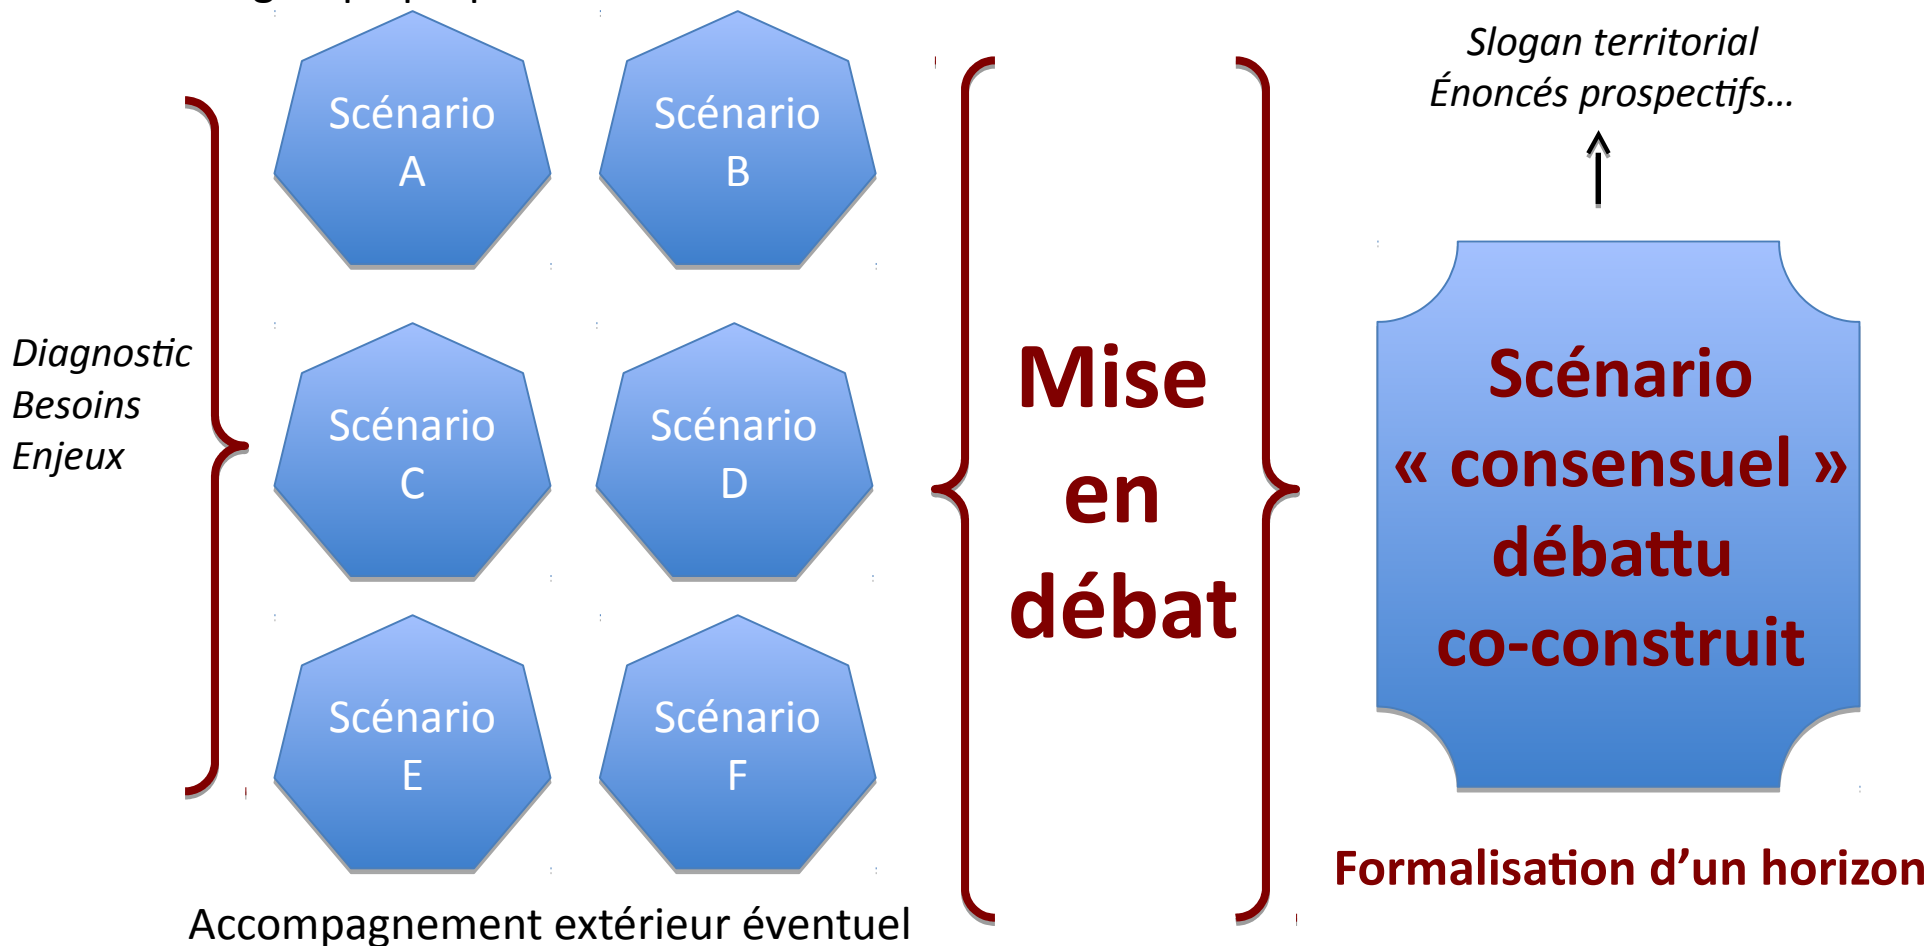 Slogan territorial
Énoncés prospectifs...
Scénario
A
Scénario
B
Diagnostic
Besoins
Enjeux
Scénario
C
Scénario
D
Scénario
E
Scénario
F
Mise
en
débat
Scénario
« consensuel »
débattu
co-construit
Formalisation d’un horizon
Accompagnement extérieur éventuel